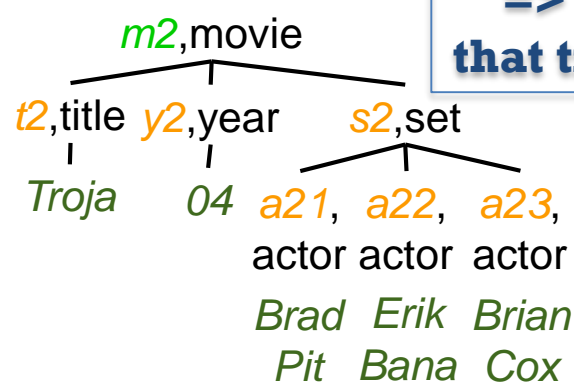 =>
that t
m2,movie
t2,title y2,year s2,set
Troja 04 a21, a22, a23,
actor actor actor
Brad Erik Brian
Pit Bana Cox